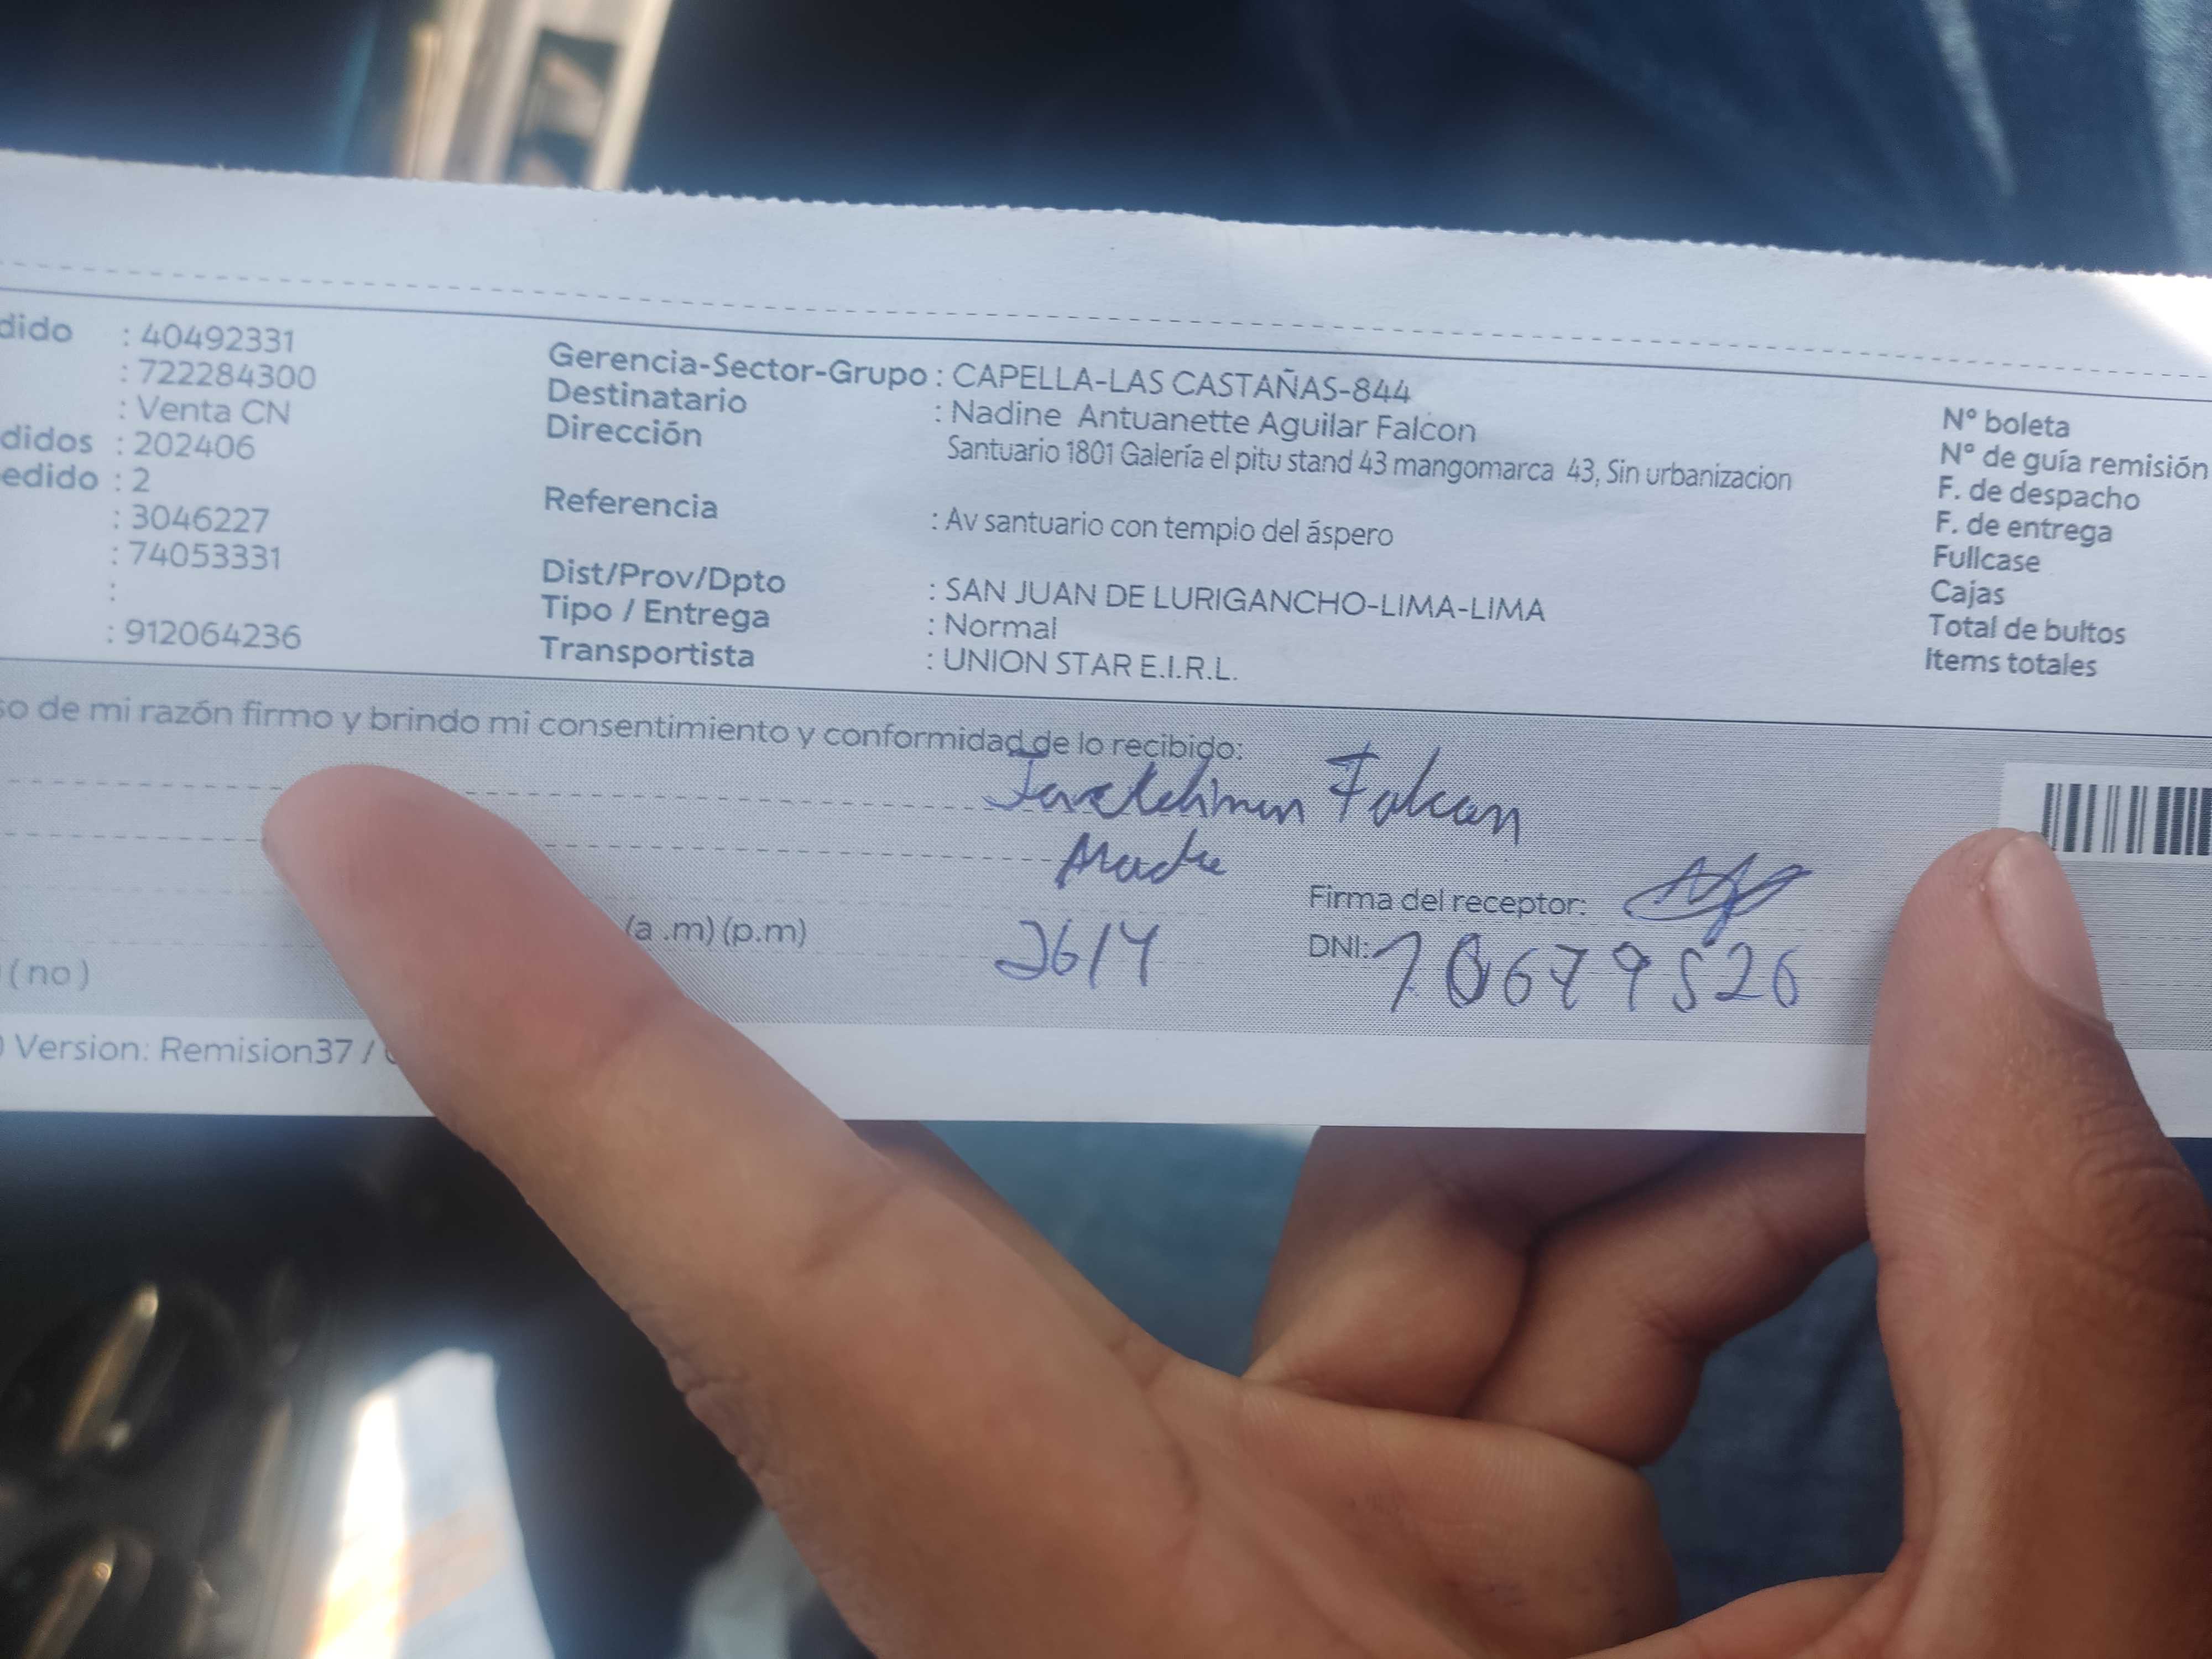 dido : 40492331
: 722284300
: Venta CN
didos : 202406
edido : 2
: 3046227
: 74053331
:
: 912064236
Gerencia-Sector-Grupo : CAPELLA-LAS CASTAÑAS-844
Destinatario : Nadine Antuanette Aguilar Falcon
Dirección Santuario 1801 Galería el pitu stand 43 mangomarca 43, Sin urbanizacion
Referencia : Av santuario con templo del áspero
Dist/Prov/Dpto : SAN JUAN DE LURIGANCHO-LIMA-LIMA
Tipo / Entrega : Normal
Transportista : UNION STAR E.I.R.L.
N° boleta
N° de guía remisión
F. de despacho
F. de entrega
Fullcase
Cajas
Total de bultos
Items totales
so de mi razón firmo y brindo mi consentimiento y conformidad de lo recibido:
Falcon
Madre
(a .m) (p.m) 26/4
Firma del receptor:
DNI: 10679526
(no)
) Version: Remision37 /